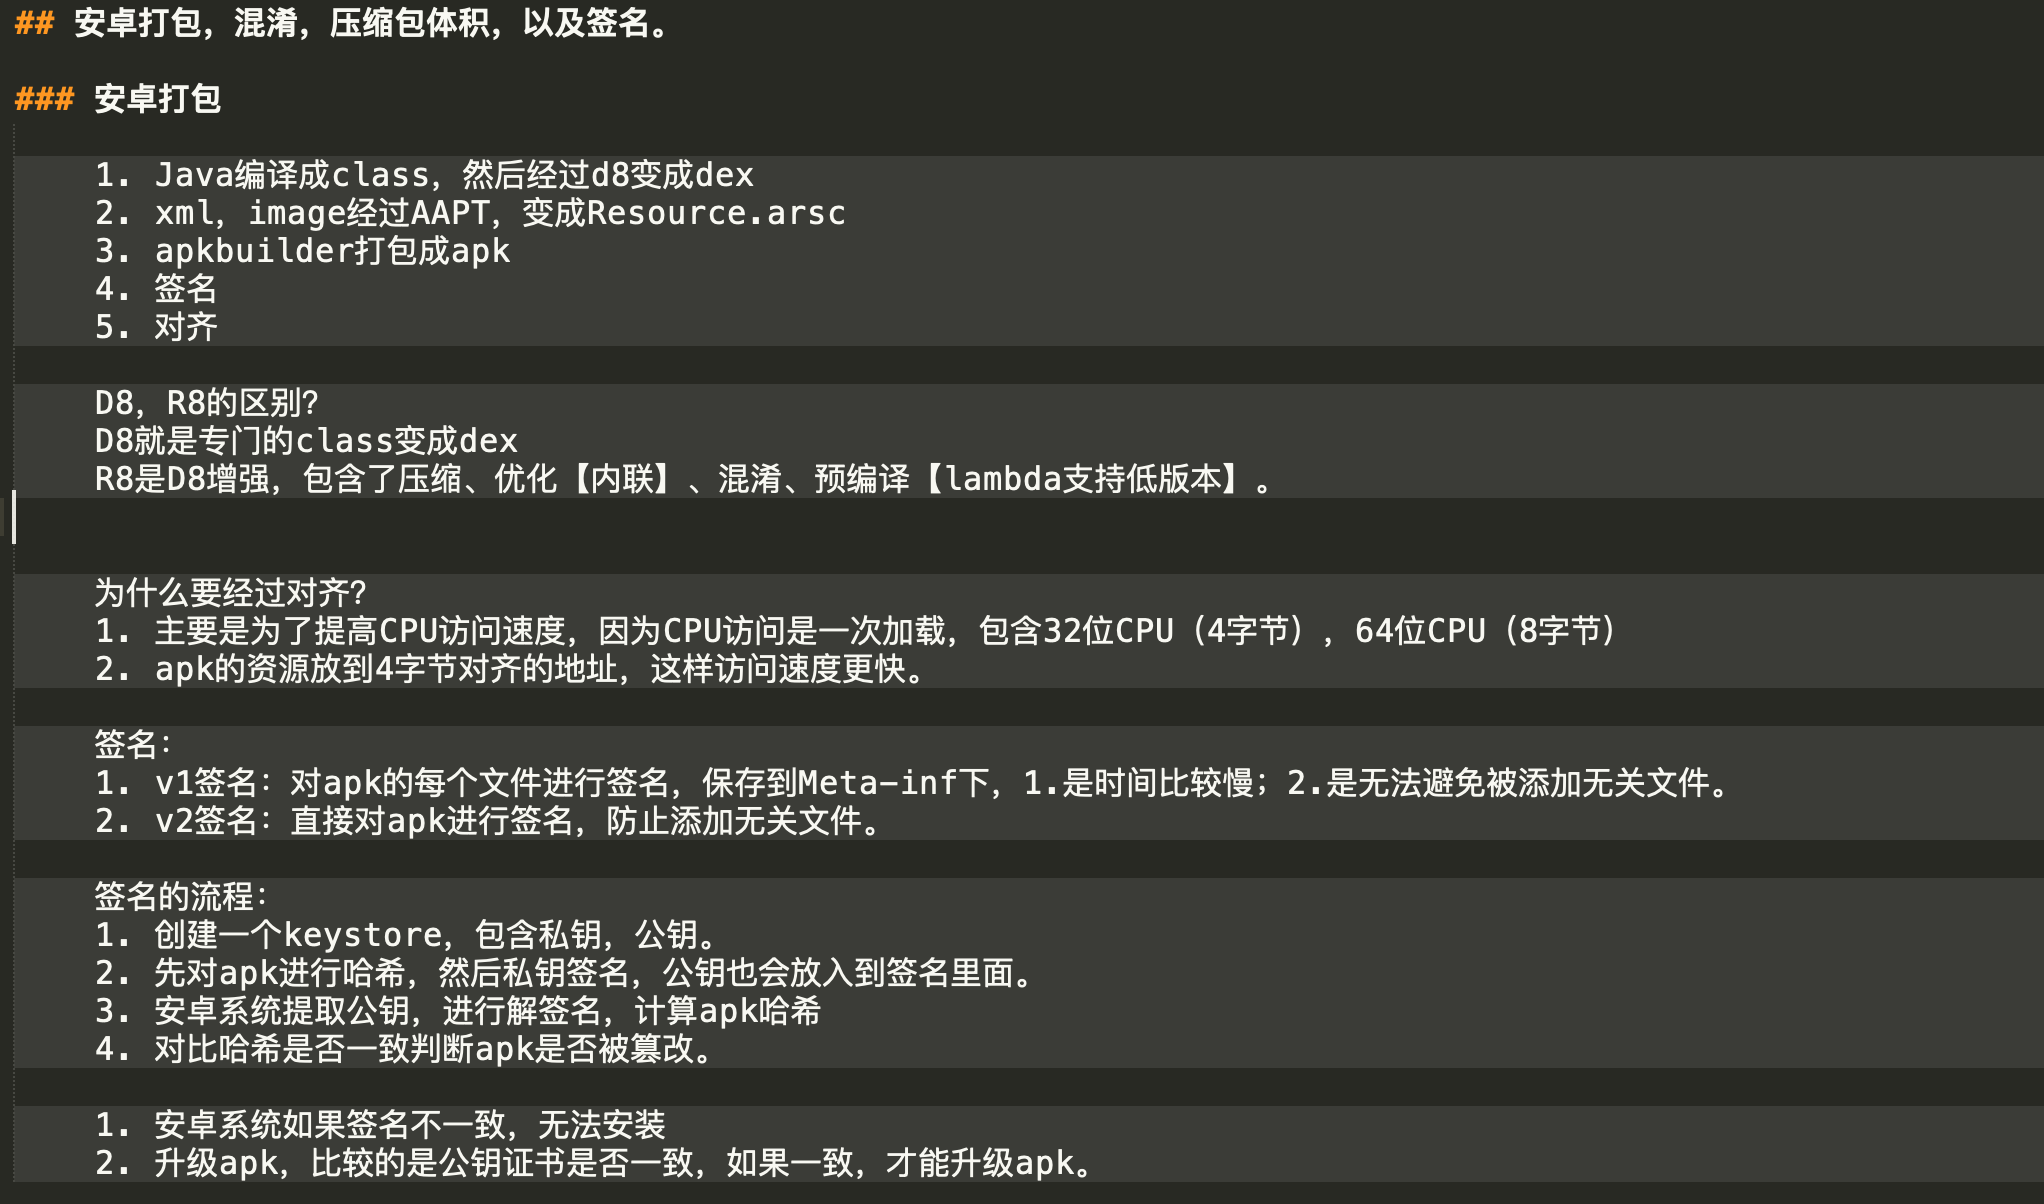 ## 安卓打包，混淆，压缩包体积，以及签名。
### 安卓打包
1. Java编译成class，然后经过d8变成dex
2. xml，image经过AAPT，变成Resource.arsc
3. apkbuilder打包成apk
4. 签名
5. 对齐
D8，R8的区别？
D8就是专门的class变成dex
R8是D8增强，包含了压缩、优化【内联】、混淆、预编译【lambda支持低版本】。
为什么要经过对齐？
1. 主要是为了提高CPU访问速度，因为CPU访问是一次加载，包含32位CPU（4字节），64位CPU（8字节）
2. apk的资源放到4字节对齐的地址，这样访问速度更快。
签名：
1. v1签名：对apk的每个文件进行签名，保存到Meta-inf下，1.是时间比较慢；2.是无法避免被添加无关文件。
2. v2签名：直接对apk进行签名，防止添加无关文件。
签名的流程：
1. 创建一个keystore，包含私钥，公钥。
2. 先对apk进行哈希，然后私钥签名，公钥也会放入到签名里面。
3. 安卓系统提取公钥，进行解签名，计算apk哈希
4. 对比哈希是否一致判断apk是否被篡改。
1. 安卓系统如果签名不一致，无法安装
2. 升级apk，比较的是公钥证书是否一致，如果一致，才能升级apk。